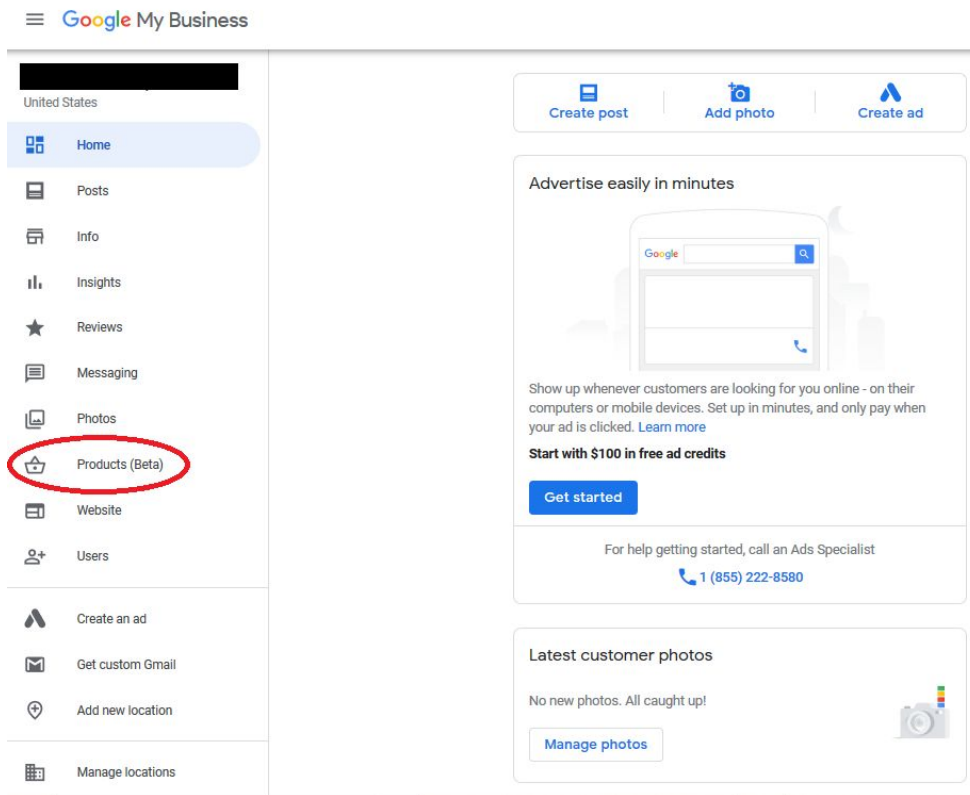 Google My Business
United States
Home
Posts
Info
Insights
Reviews
Messaging
Photos
Products (Beta)
Website
Users
Create an ad
Get custom Gmail
Add new location
Manage locations
Create post
Add photo
Create ad
Advertise easily in minutes
Google
Show up whenever customers are looking for you online - on their
computers or mobile devices. Set up in minutes, and only pay when
your ad is clicked. Learn more
Start with $100 in free ad credits
Get started
For help getting started, call an Ads Specialist
1 (855) 222-8580
Latest customer photos
No new photos. All caught up!
Manage photos